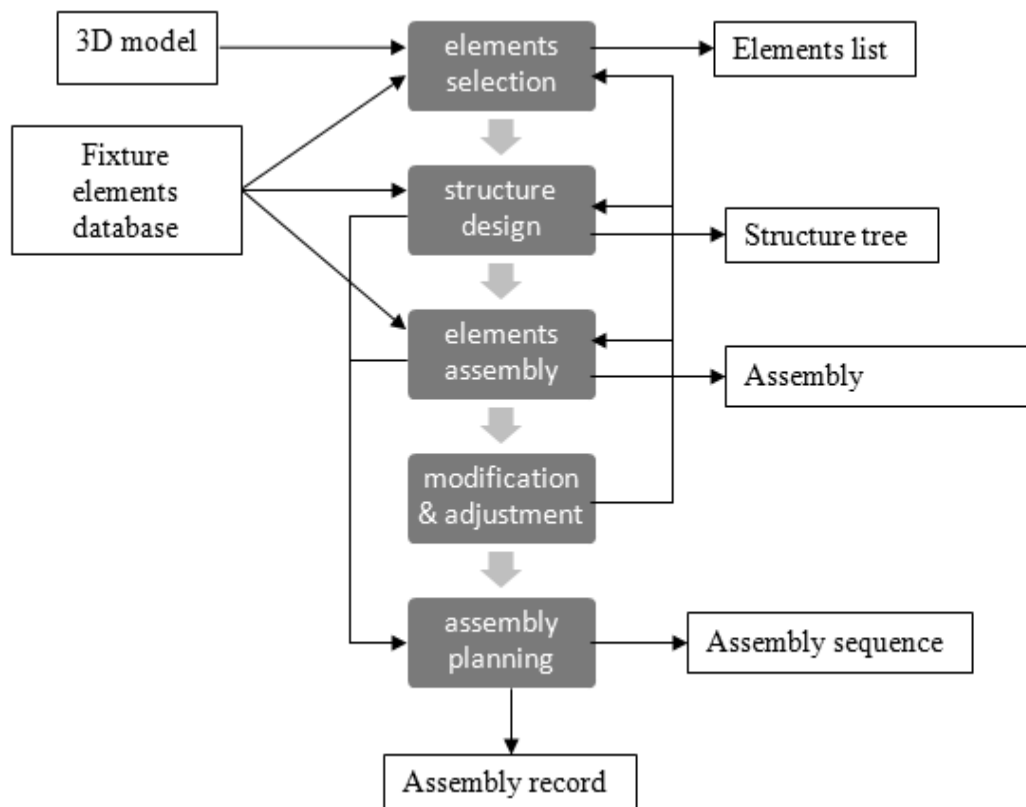 3D model
elements
selection
Elements list
Fixture
elements
database
structure
design
Structure tree
elements
assembly
Assembly
modification
& adjustment
assembly
planning
Assembly sequence
Assembly record